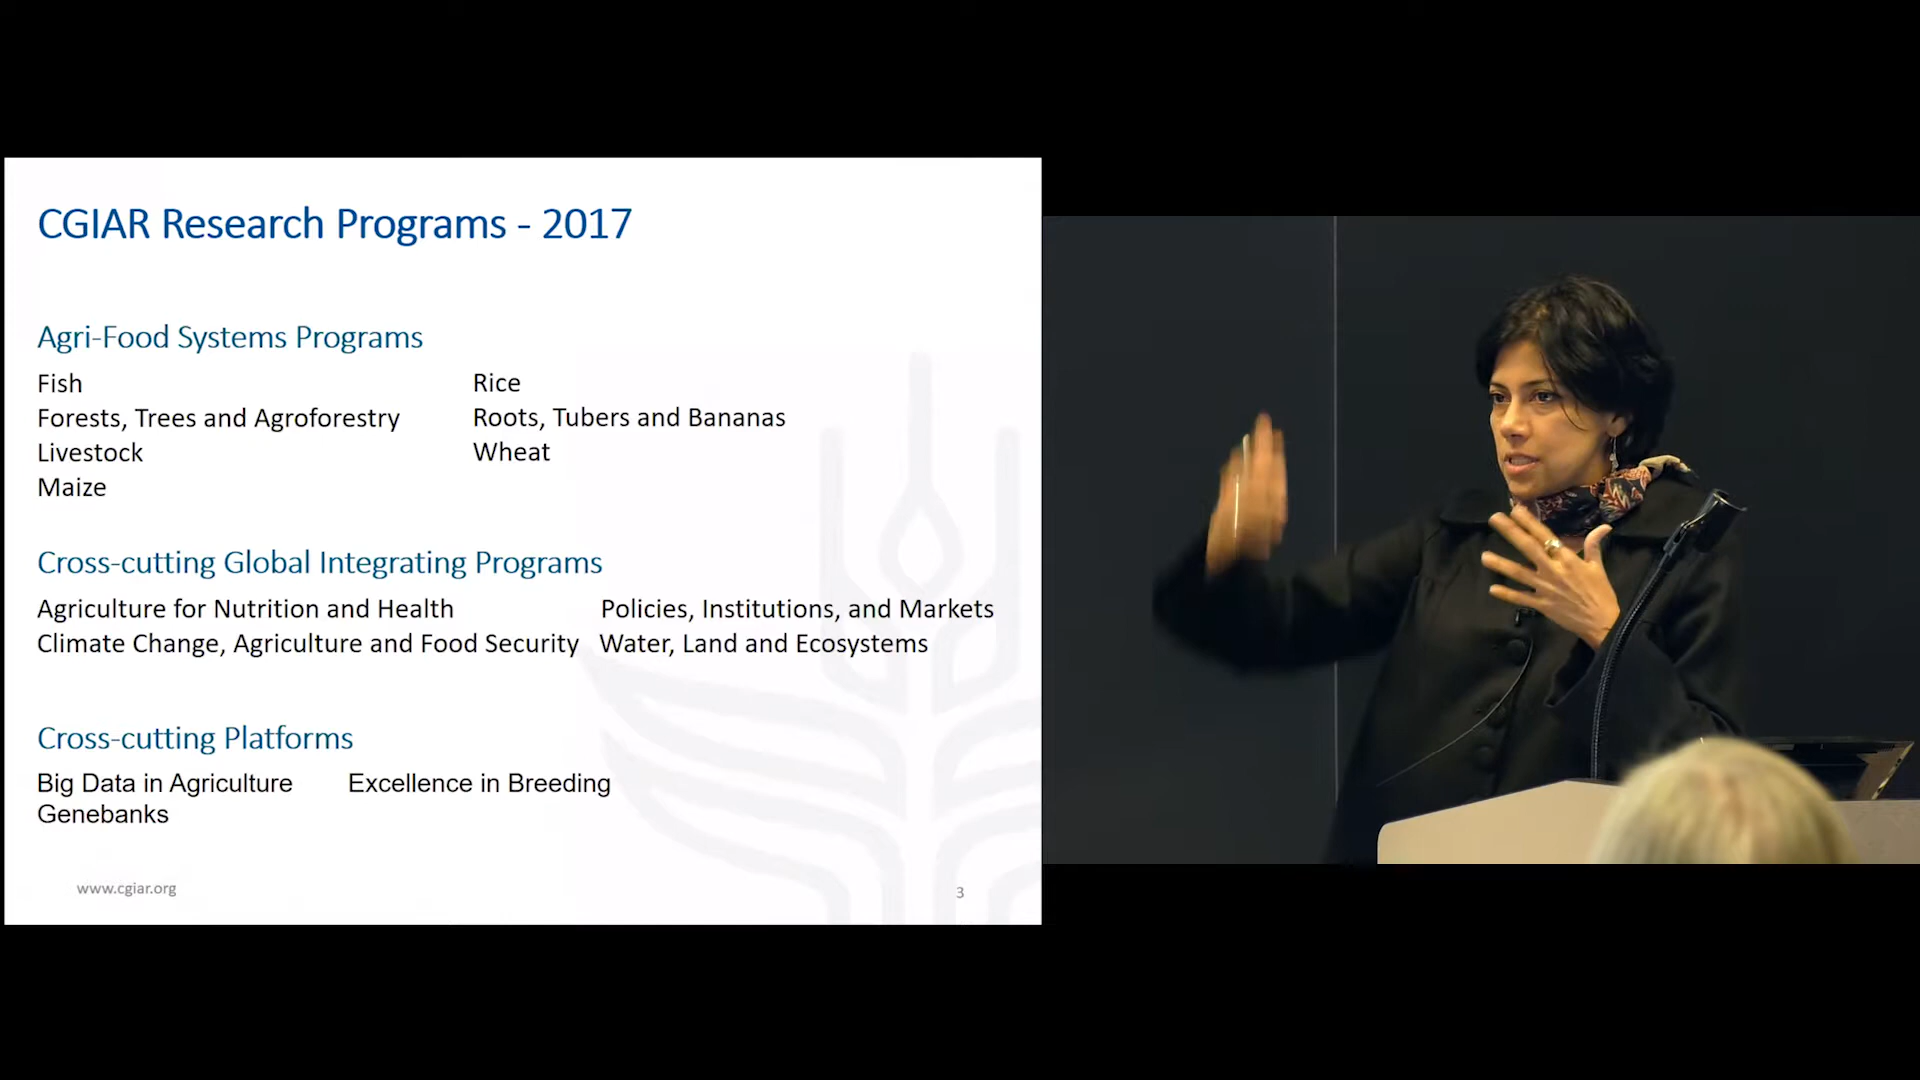 CGIAR Research Programs - 2017
Agri-Food Systems Programs
Fish
Forests, Trees and Agroforestry
Livestock
Maize
Rice
Roots, Tubers and Bananas
Wheat
Cross-cutting Global Integrating Programs
Agriculture for Nutrition and Health
Climate Change, Agriculture and Food Security
Policies, Institutions, and Markets
Water, Land and Ecosystems
Cross-cutting Platforms
Big Data in Agriculture
Genebanks
Excellence in Breeding
www.cgiar.org
3